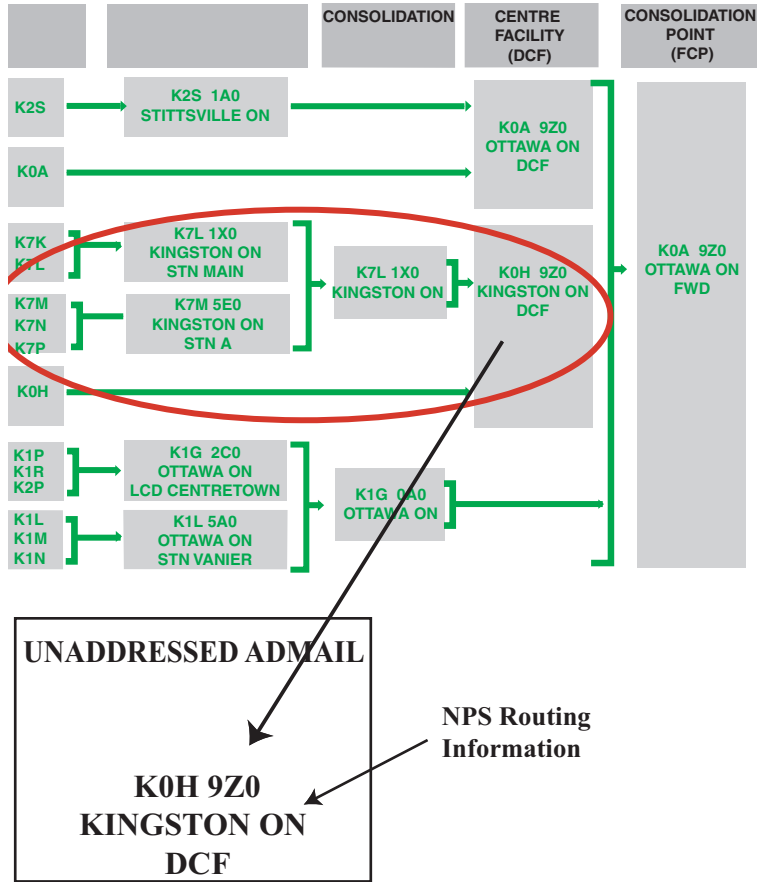 CONSOLIDATION
CENTRE
FACILITY
(DCF)
CONSOLIDATION
POINT
(FCP)
K2S
K2S 1A0
STITTSVILLE ON
K0A 9Z0
OTTAWA ON
DCF
K0A
K7K
K7L
K7L 1X0
KINGSTON ON
STN MAIN
K7L 1X0
KINGSTON ON
K0H 9Z0
KINGSTON ON
DCF
K0A 9Z0
OTTAWA ON
FWD
K7M
K7N
K7P
K7M 5E0
KINGSTON ON
STN A
K0H
K1P
K1R
K2P
K1G 2C0
OTTAWA ON
LCD CENTRETOWN
K1G 0A0
OTTAWA ON
K1L
K1M
K1N
K1L 5A0
OTTAWA ON
STN VANIER
UNADDRESSED ADMAIL
NPS Routing
Information
K0H 9Z0
KINGSTON ON
DCF